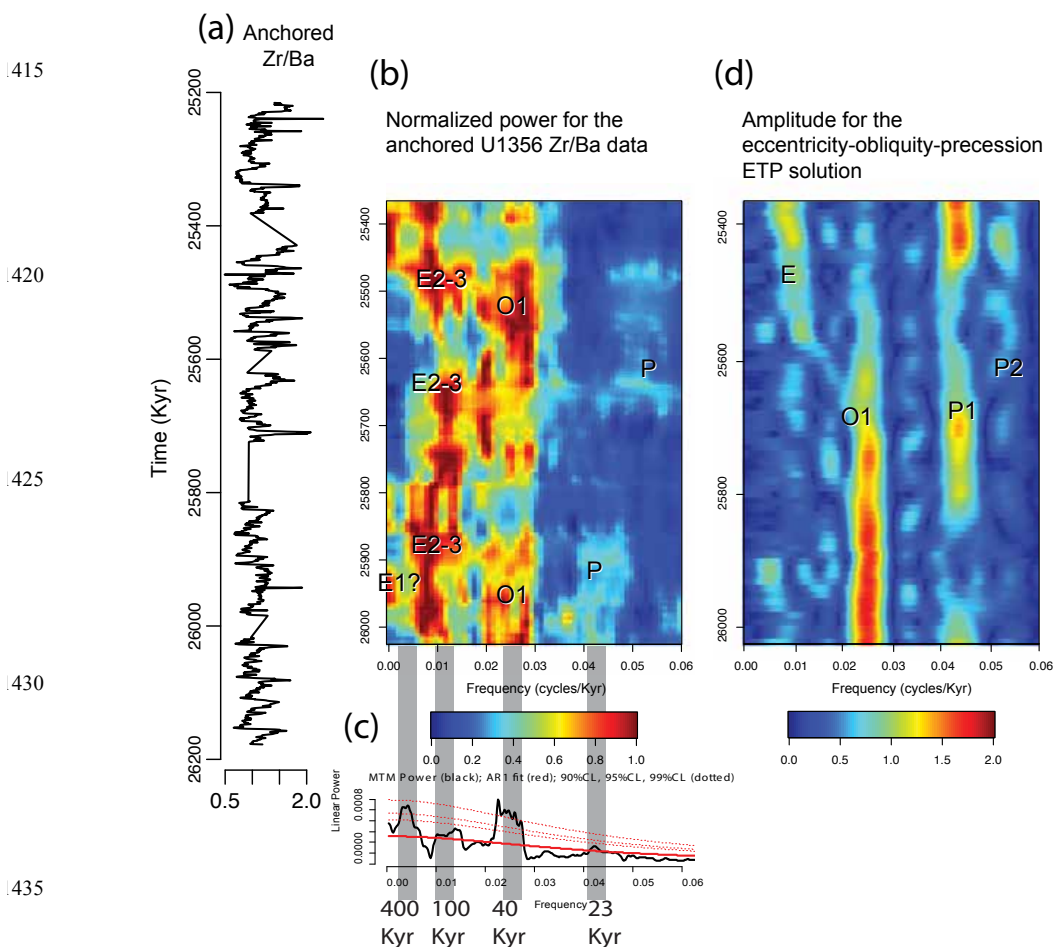 1415
420
425
430
435
(a)
Anchored
Zr/Ba
Time (Kyr)
25200
25400
25600
25800
26000
26200
0.5
2.0
(b)
Normalized power for the
anchored U1356 Zr/Ba data
25400
25500
25600
25700
25800
25900
26000
E2-3
O1
E2-3
P
E2-3
E1?
O1
P
0.00 0.01 0.02 0.03 0.04 0.05 0.06
Frequency (cycles/Kyr)
0.0 0.2 0.4 0.6 0.8 1.0
(d)
Amplitude for the
eccentricity-obliquity-precession
ETP solution
25400
25600
25800
26000
E
P2
O1
P1
0.00 0.01 0.02 0.03 0.04 0.05 0.06
Frequency (cycles/Kyr)
0.0 0.5 1.0 1.5 2.0
(c)
MTM Power (black); AR1 fit (red); 90%CL, 95%CL, 99%CL (dotted)
Linear Power
0.0000
0.0008
0.00 0.01 0.02 0.03 0.04 0.05 0.06
Frequency
400 100 40 23
Kyr Kyr Kyr Kyr